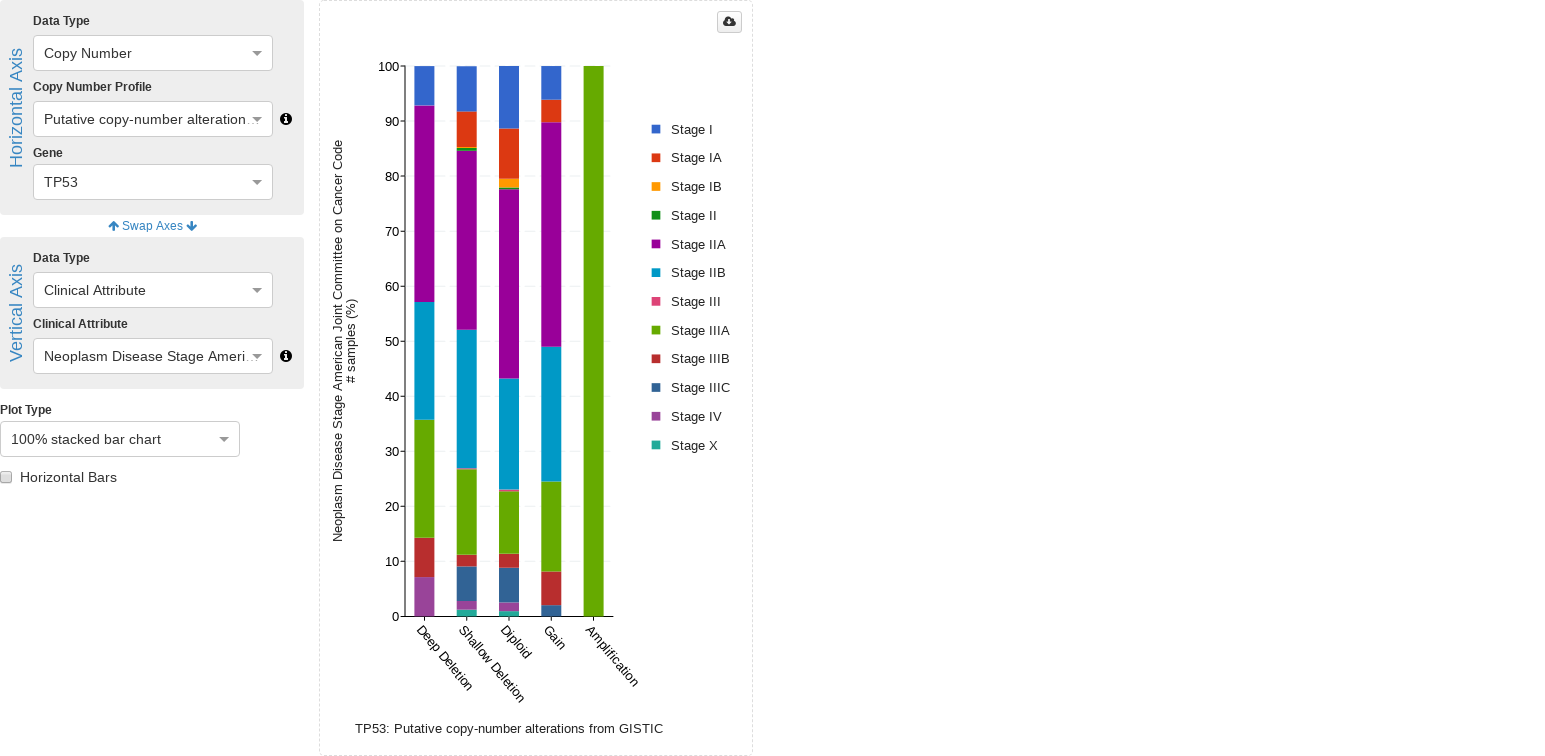 Horizontal Axis
Data Type
Copy Number
Copy Number Profile
Putative copy-number alteration...
Gene
TP53
Swap Axes
Vertical Axis
Data Type
Clinical Attribute
Clinical Attribute
Neoplasm Disease Stage Ameri...
Plot Type
100% stacked bar chart
Horizontal Bars
Neoplasm Disease Stage American Joint Committee on Cancer Code
# samples (%)
100
90
80
70
60
50
40
30
20
10
0
Deep Deletion
Shallow Deletion
Diploid
Gain
Amplification
TP53: Putative copy-number alterations from GISTIC
Stage I
Stage IA
Stage IB
Stage II
Stage IIA
Stage IIB
Stage III
Stage IIIA
Stage IIIB
Stage IIIC
Stage IV
Stage X